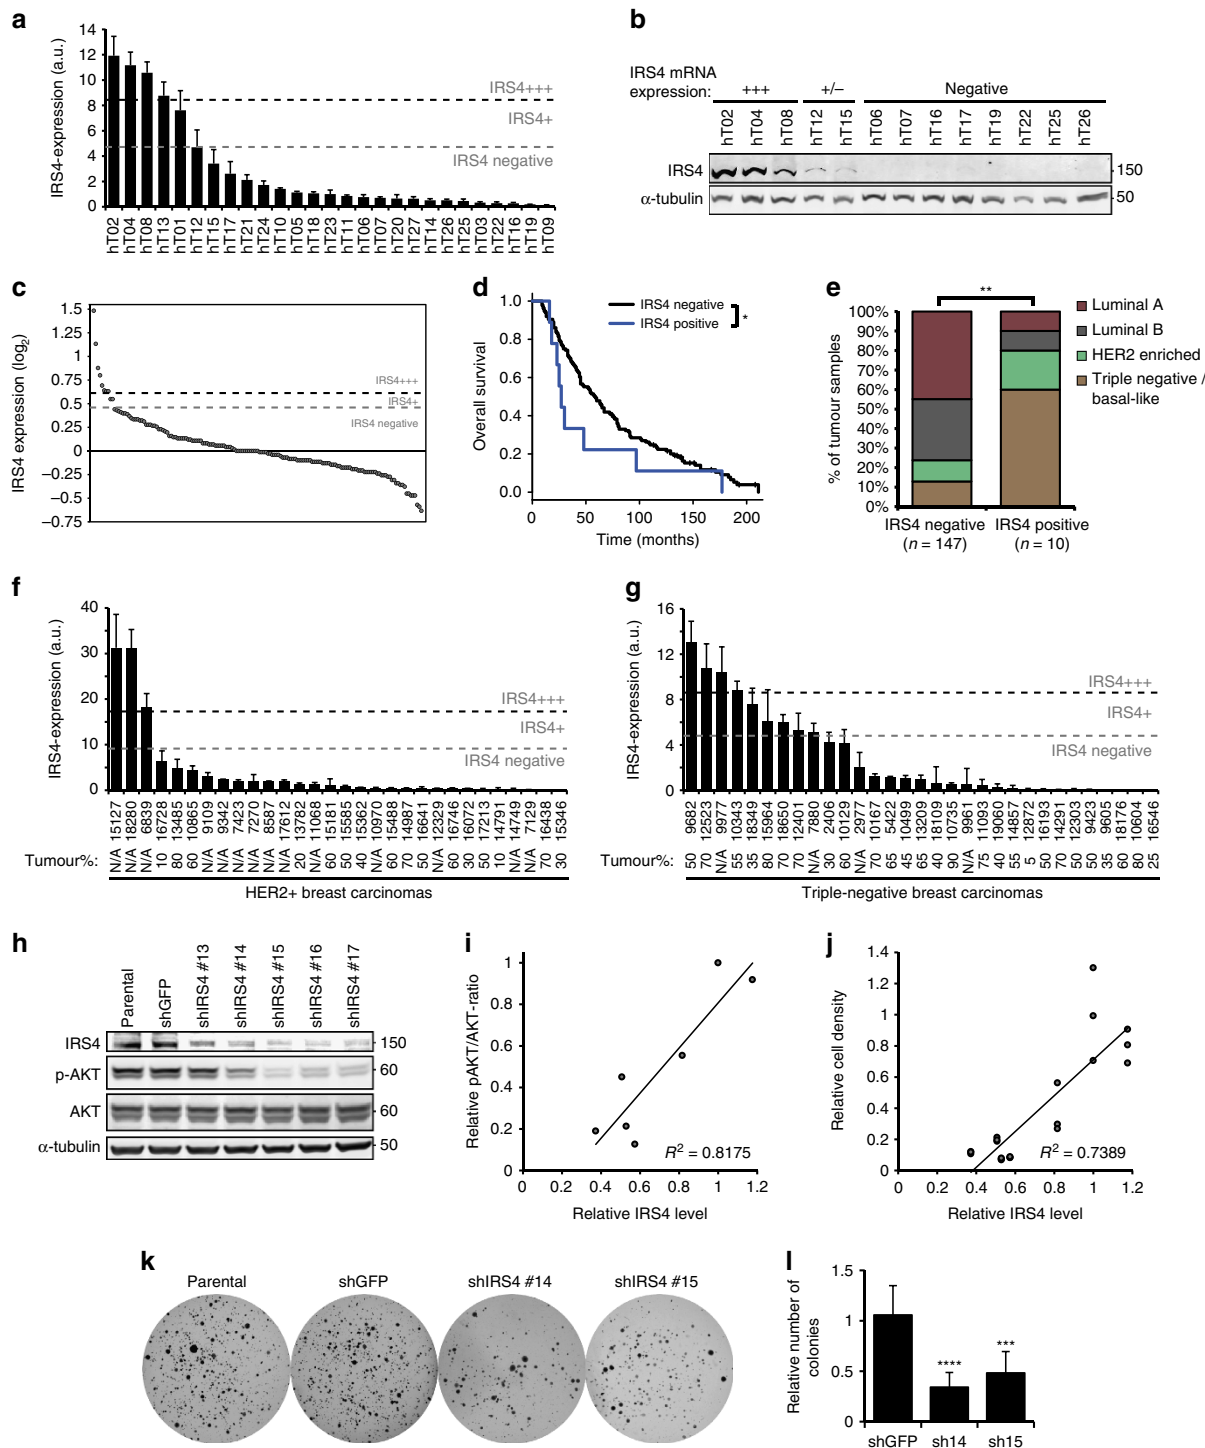 a
IRS4-expression (a.u.)
14
12
10
8
6
4
2
0
IRS4+++
IRS4+
IRS4 negative
hT02 hT04 hT08 hT13 hT01 hT12 hT15 hT17 hT21 hT24 hT10 hT05 hT18 hT23 hT11 hT06 hT07 hT20 hT27 hT14 hT26 hT25 hT03 hT22 hT16 hT19 hT09
b
IRS4 mRNA
expression: +++ +/− Negative
hT02 hT04 hT08 hT12 hT15 hT06 hT07 hT16 hT17 hT19 hT22 hT25 hT26
IRS4 150
α-tubulin 50
c
IRS4 expression (log2)
1.5
1.25
1
0.75
0.5
0.25
0
−0.25
−0.5
−0.75
IRS4+++
IRS4+
IRS4 negative
d
Overall survival
1.0
0.8
0.6
0.4
0.2
0.0
IRS4 negative
IRS4 positive
*
0 50 100 150 200
Time (months)
e
% of tumour samples
100%
90%
80%
70%
60%
50%
40%
30%
20%
10%
0%
**
Luminal A
Luminal B
HER2 enriched
Triple negative /
basal-like
IRS4 negative IRS4 positive
(n = 147) (n = 10)
f
IRS4-expression (a.u.)
40
30
20
10
0
IRS4+++
IRS4+
IRS4 negative
15127 18280 6839 16728 13485 10865 9109 9342 7423 7270 8587 17612 13782 11068 15181 15585 15362 10970 15488 14987 16641 12329 16746 16072 17213 14791 14749 7129 16438 15346
Tumour%: N/A N/A N/A 10 80 60 N/A N/A N/A N/A N/A N/A 20 N/A 60 50 40 N/A 60 70 50 N/A 60 30 50 10 N/A N/A 70 30
HER2+ breast carcinomas
g
IRS4-expression (a.u.)
16
12
8
4
0
IRS4+++
IRS4+
IRS4 negative
9682 12523 9977 10343 18349 15964 18650 12401 7880 2406 10129 2977 10167 5422 10499 13209 18109 10735 9961 11093 19060 14857 12872 16193 14291 12303 9423 9605 18176 10604 16546
Tumour%: 50 70 N/A 55 35 80 70 70 N/A 30 60 N/A 70 65 45 65 40 90 N/A 75 40 55 5 50 70 50 50 35 60 80 25
Triple-negative breast carcinomas
h
Parental shGFP shIRS4 #13 shIRS4 #14 shIRS4 #15 shIRS4 #16 shIRS4 #17
IRS4 150
p-AKT 60
AKT 60
α-tubulin 50
i
Relative pAKT/AKT-ratio
1
0.8
0.6
0.4
0.2
0
R2 = 0.8175
0 0.2 0.4 0.6 0.8 1 1.2
Relative IRS4 level
j
Relative cell density
1.4
1.2
1
0.8
0.6
0.4
0.2
0
R2 = 0.7389
0 0.2 0.4 0.6 0.8 1 1.2
Relative IRS4 level
k
Parental shGFP shIRS4 #14 shIRS4 #15
l
Relative number of
colonies
1.5
1
0.5
0
**** ***
shGFP sh14 sh15